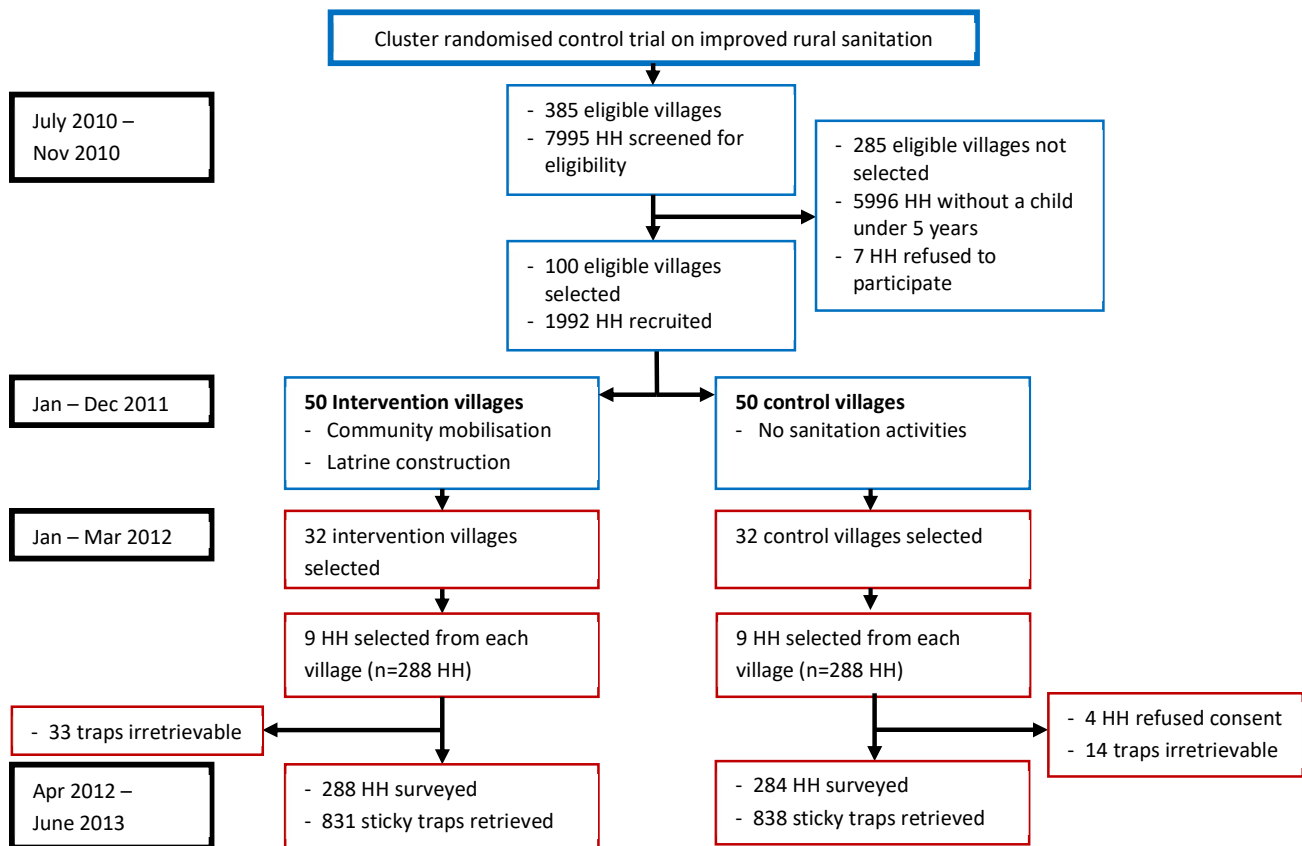 Cluster randomised control trial on improved rural sanitation
July 2010 –
Nov 2010
- 385 eligible villages
- 7995 HH screened for
eligibility
- 285 eligible villages not
selected
- 5996 HH without a child
under 5 years
- 7 HH refused to
participate
- 100 eligible villages
selected
- 1992 HH recruited
Jan – Dec 2011
50 Intervention villages
- Community mobilisation
- Latrine construction
50 control villages
- No sanitation activities
Jan – Mar 2012
32 intervention villages
selected
32 control villages selected
9 HH selected from each
village (n=288 HH)
9 HH selected from each
village (n=288 HH)
- 33 traps irretrievable
- 4 HH refused consent
- 14 traps irretrievable
Apr 2012 –
June 2013
- 288 HH surveyed
- 831 sticky traps retrieved
- 284 HH surveyed
- 838 sticky traps retrieved